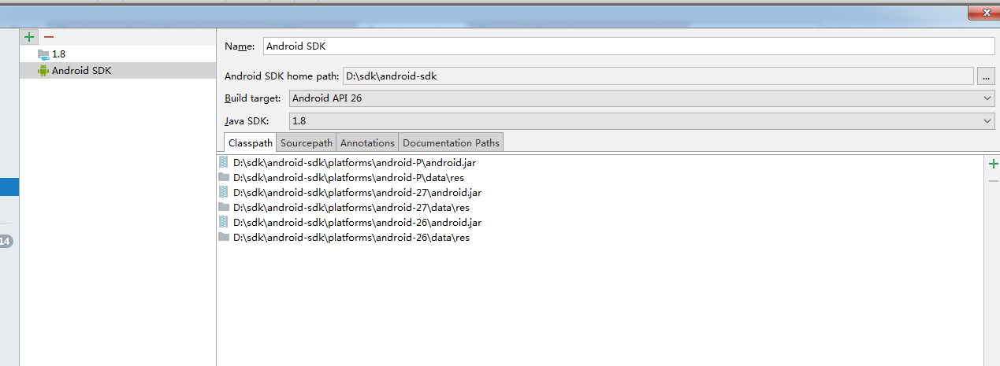 1.8
Android SDK
Name: Android SDK
Android SDK home path: D:\sdk\android-sdk ...
Build target: Android API 26
Java SDK: 1.8
Classpath Sourcepath Annotations Documentation Paths
D:\sdk\android-sdk\platforms\android-P\android.jar
D:\sdk\android-sdk\platforms\android-P\data\res
D:\sdk\android-sdk\platforms\android-27\android.jar
D:\sdk\android-sdk\platforms\android-27\data\res
D:\sdk\android-sdk\platforms\android-26\android.jar
D:\sdk\android-sdk\platforms\android-26\data\res
14